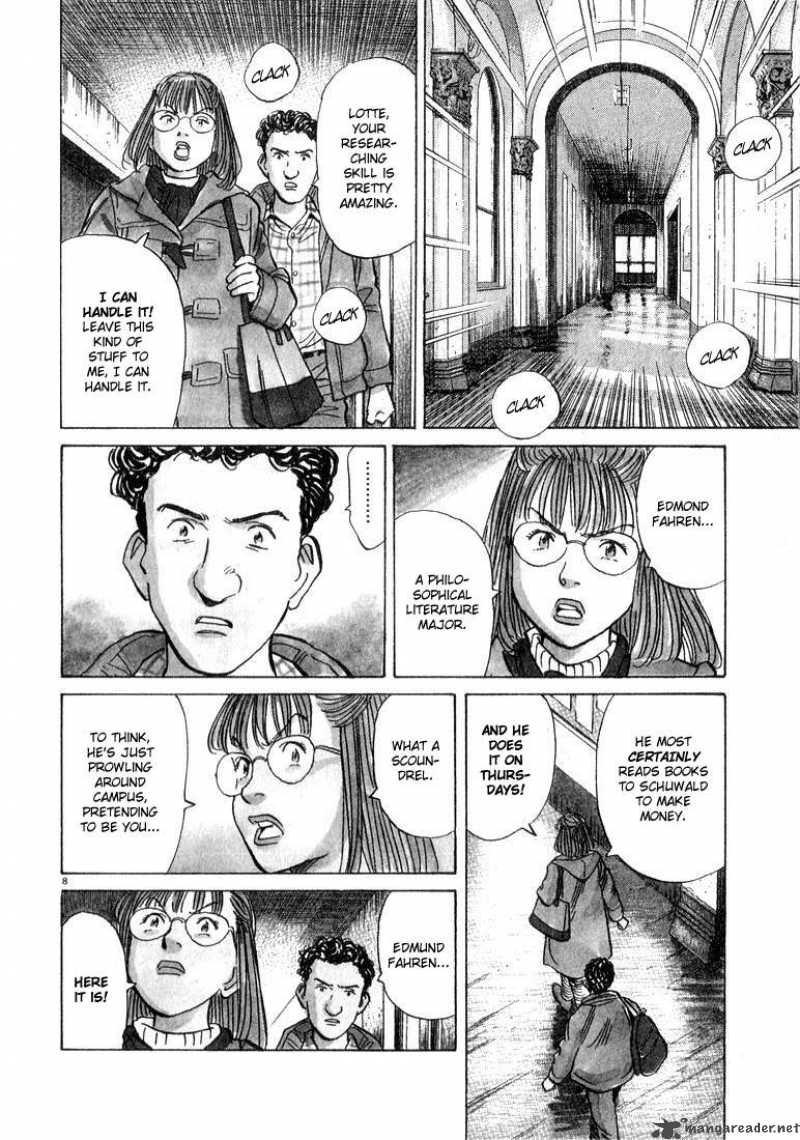 CLACK
CLACK
CLACK
CLACK
LOTTE,
YOUR
RESEAR-
CHING
SKILL IS
PRETTY
AMAZING.
CLACK
I CAN
HANDLE IT!
LEAVE THIS
KIND OF
STUFF TO
ME, I CAN
HANDLE IT.
EDMOND
FAHREN...
A PHILO-
SOPHICAL
LITERATURE
MAJOR.
........
HE MOST
CERTAINLY
READS BOOKS
TO SCHUWALD
TO MAKE
MONEY.
AND HE
DOES
IT ON
THURS-
DAYS!
WHAT A
SCOUN-
DREL.
TO THINK,
HE'S JUST
PROWLING
AROUND
CAMPUS,
PRETENDING
TO BE YOU...
8
EDMUND
FAHREN...
HERE
IT IS!
mangareader.net